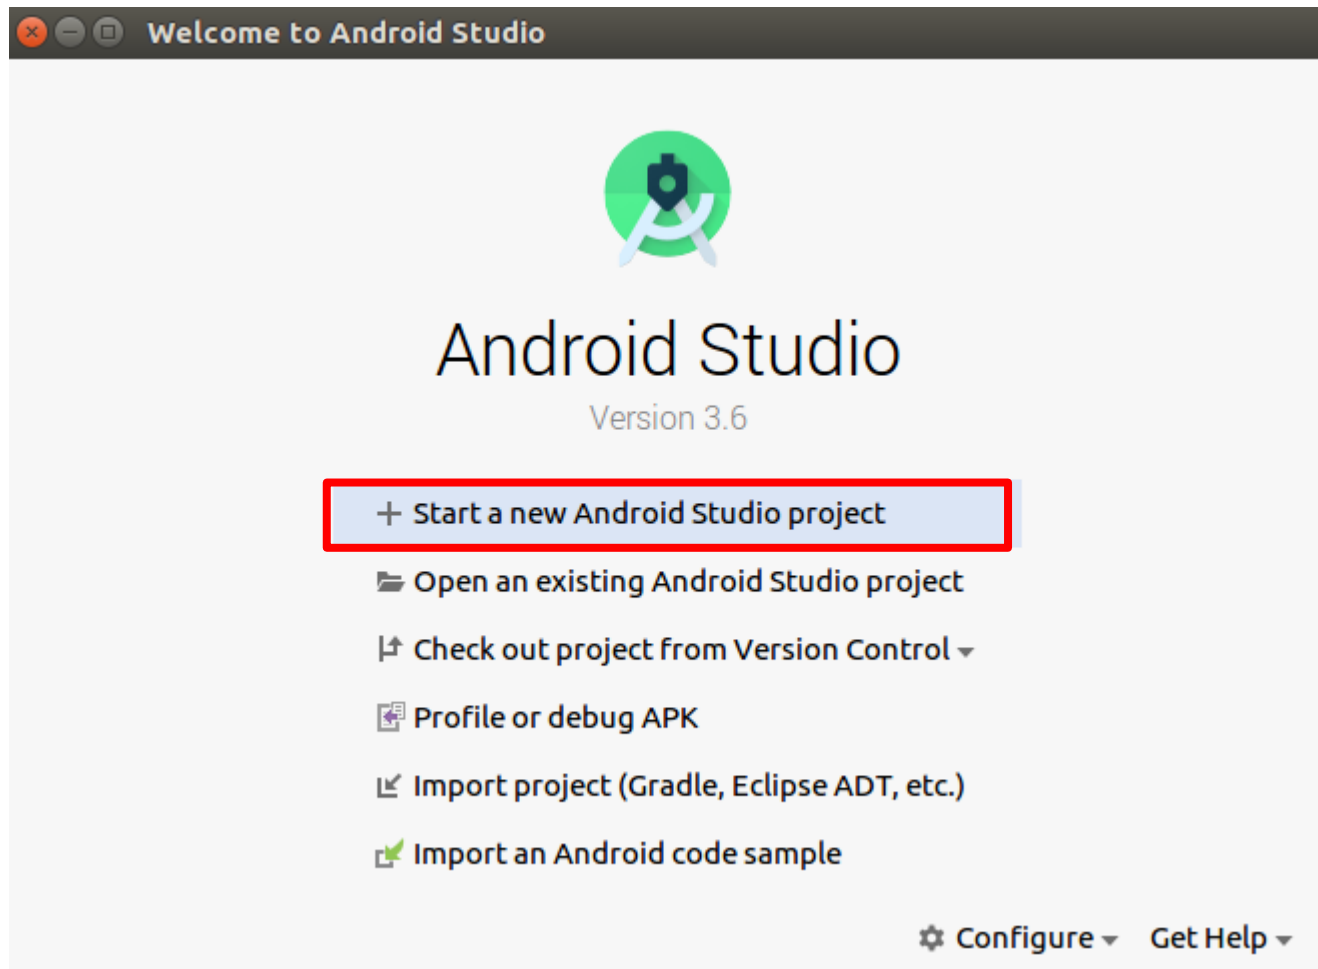 Welcome to Android Studio
Android Studio
Version 3.6
Start a new Android Studio project
Open an existing Android Studio project
Check out project from Version Control
Profile or debug APK
Import project (Gradle, Eclipse ADT, etc.)
Import an Android code sample
Configure Get Help